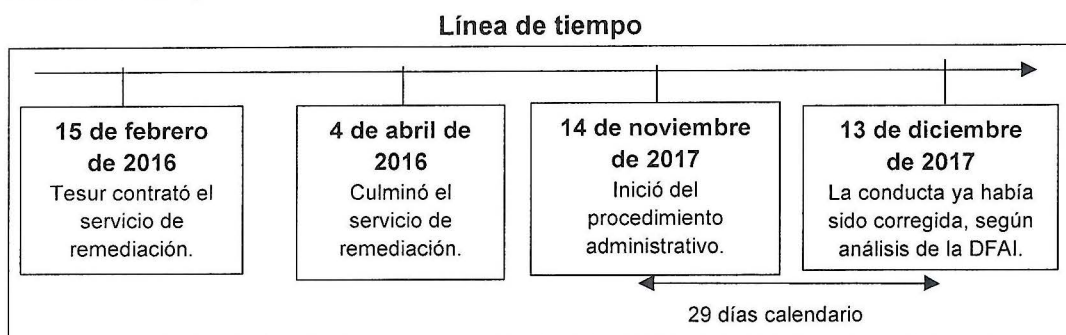 Línea de tiempo
15 de febrero
de 2016
Tesur contrató el
servicio de
remediación.
4 de abril de
2016
Culminó el
servicio de
remediación.
14 de noviembre
de 2017
Inició del
procedimiento
administrativo.
13 de diciembre
de 2017
La conducta ya había
sido corregida, según
análisis de la DFAI.
29 días calendario